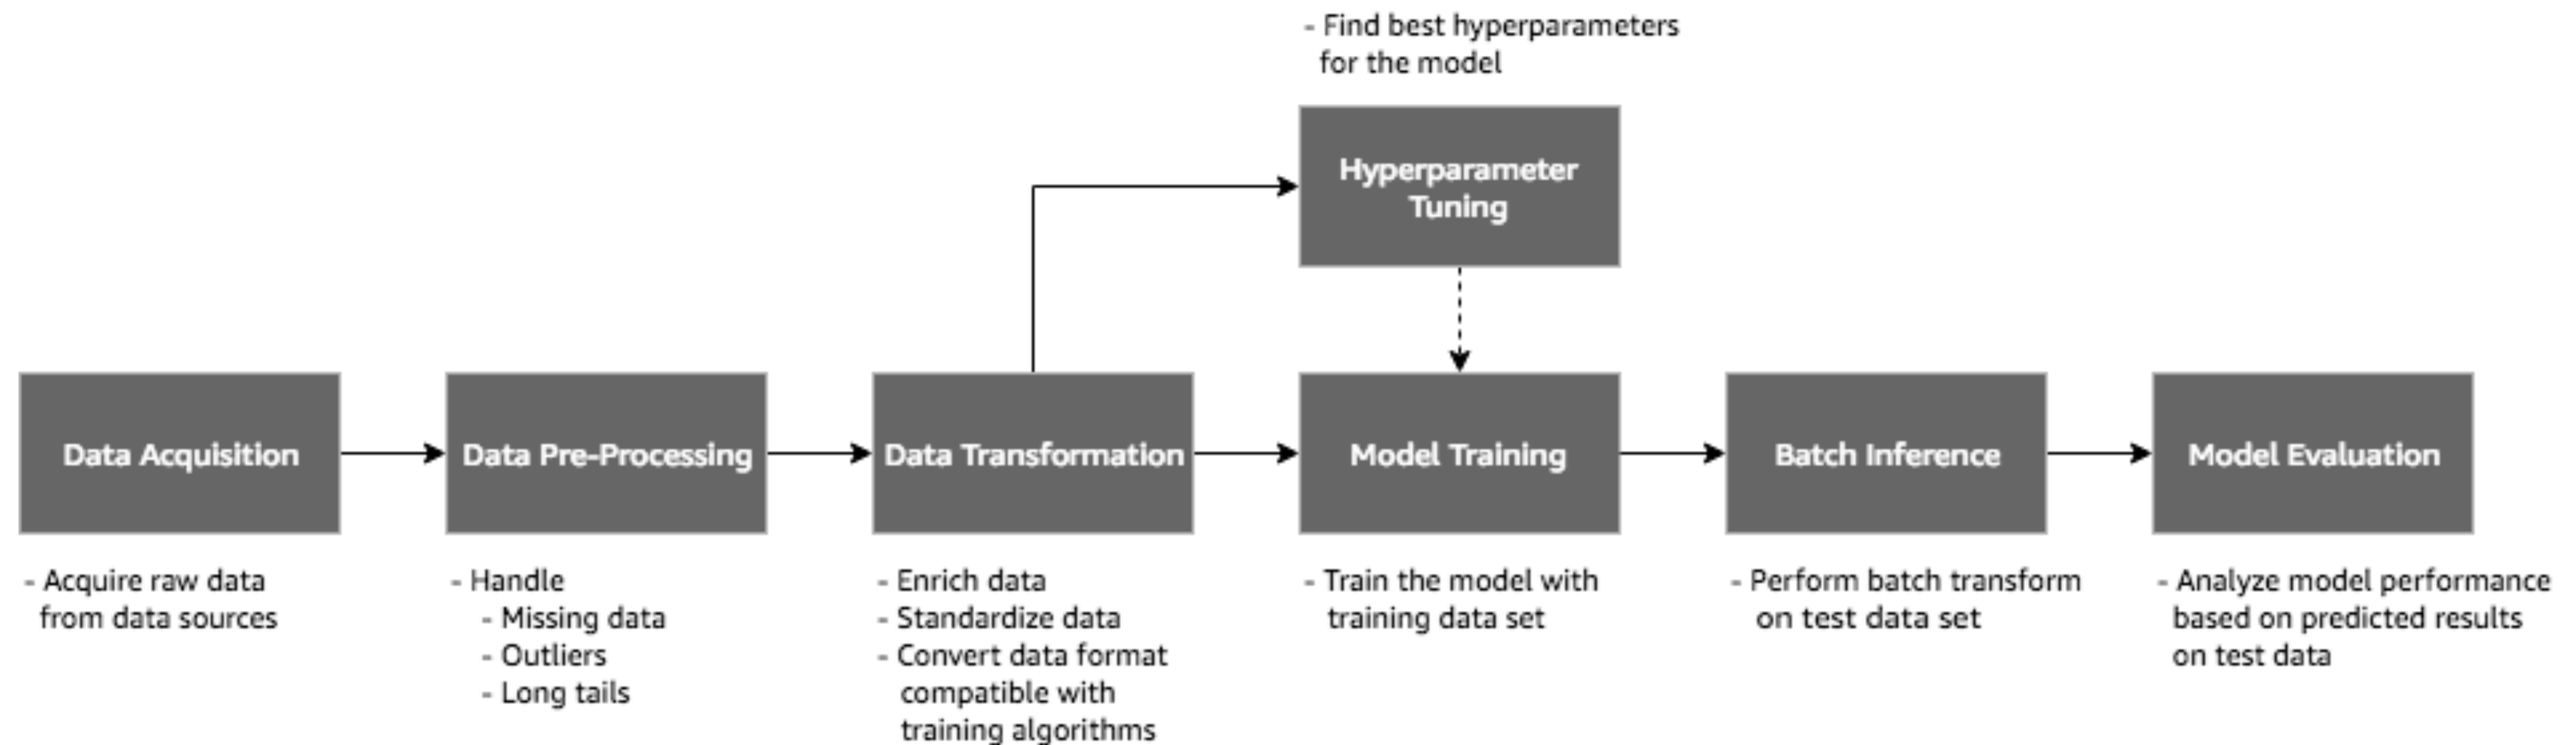 - Find best hyperparameters
for the model
Hyperparameter
Tuning
Data Acquisition
Data Pre-Processing
Data Transformation
Model Training
Batch Inference
Model Evaluation
- Acquire raw data
from data sources
- Handle
- Missing data
- Outliers
- Long tails
- Enrich data
- Standardize data
- Convert data format
compatible with
training algorithms
- Train the model with
training data set
- Perform batch transform
on test data set
- Analyze model performance
based on predicted results
on test data